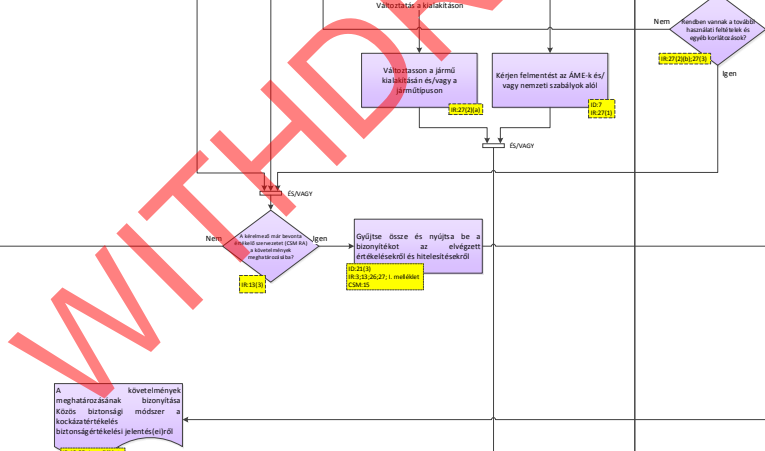 Változtatás a kialakításon
Nem
Rendben vannak a további
használati feltételek és
egyéb korlátozások?
IR:27(2)(b);27(3)
Igen
Változtasson a jármű
kialakításán és/vagy a
járműtípuson
IR:27(2)(a)
Kérjen felmentést az ÁME-k és/
vagy nemzeti szabályok alól
ID:7
IR:27(1)
ÉS/VAGY
ÉS/VAGY
Nem
A kérelmező már bevonta
értékelő szervezetet (CSM RA)
a követelmények
meghatározásába?
Igen
IR:13(3)
Gyűjtse össze és nyújtsa be a
bizonyítékot az elvégzett
értékelésekről és hitelesítésekről
ID:21(3)
IR:3;13;26;27; I. melléklet
CSM:15
A követelmények
meghatározásának bizonyítása
Közös biztonsági módszer a
kockázatértékelés
biztonságértékelési jelentés(ei)ről
WITHD